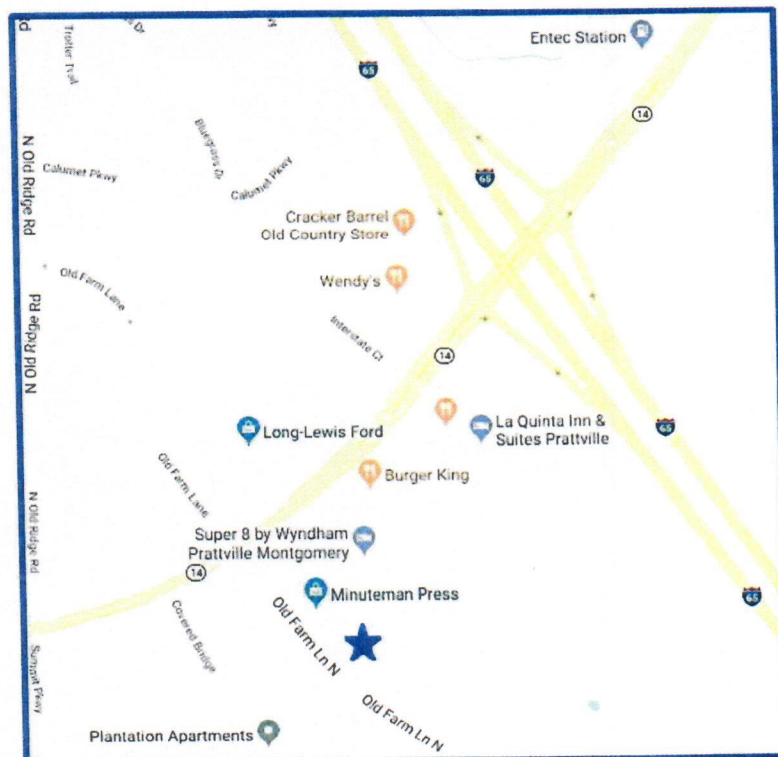 Rd
Trotter Trail
Entec Station
65
14
Bluegrass Dr
N Old Ridge Rd
Calumet Pkwy
Calumet Pkwy
65
Cracker Barrel
Old Country Store
Old Farm Lane
Wendy's
N Old Ridge Rd
Interstate Ct
14
Long-Lewis Ford
La Quinta Inn &
Suites Prattville
65
Old Farm Lane
Burger King
N Old Ridge Rd
Super 8 by Wyndham
Prattville Montgomery
14
Minuteman Press
65
Old Farm Ln N
Covered Bridge
Summit Pkwy
Old Farm Ln N
Plantation Apartments